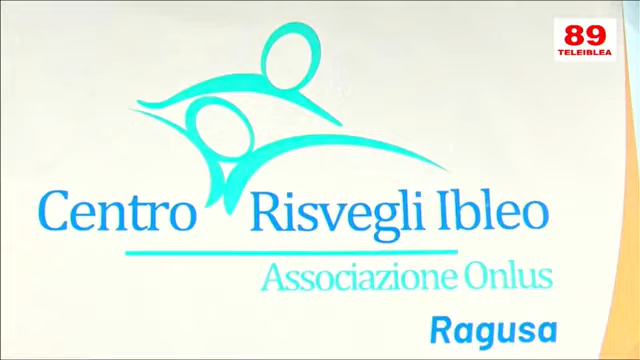 89
TELEIBLEA
Centro Risvegli Ibleo
Associazione Onlus
Ragusa